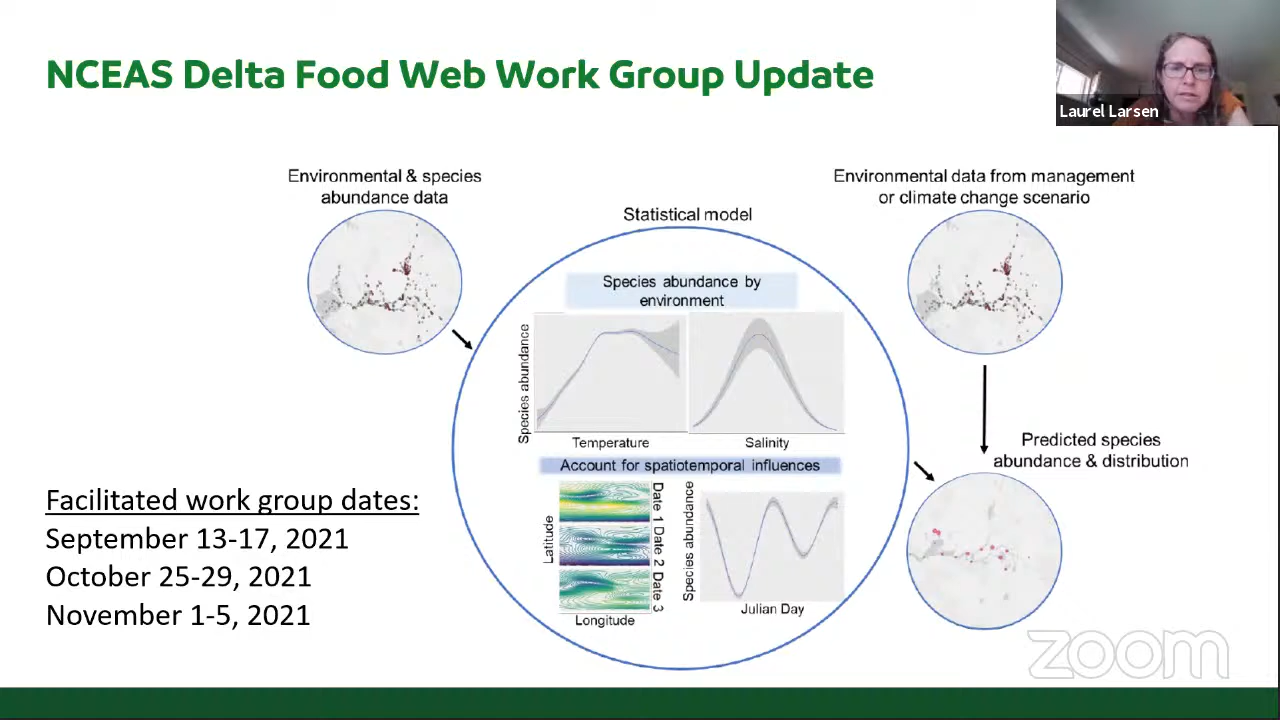 NCEAS Delta Food Web Work Group Update
Laurel Larsen
Environmental & species
abundance data
Statistical model
Environmental data from management
or climate change scenario
Species abundance by
environment
Species abundance
Temperature
Salinity
Account for spatiotemporal influences
Latitude
Date 1
Date 2
Date 3
Longitude
Species abundance
Julian Day
Predicted species
abundance & distribution
Facilitated work group dates:
September 13-17, 2021
October 25-29, 2021
November 1-5, 2021
zoom